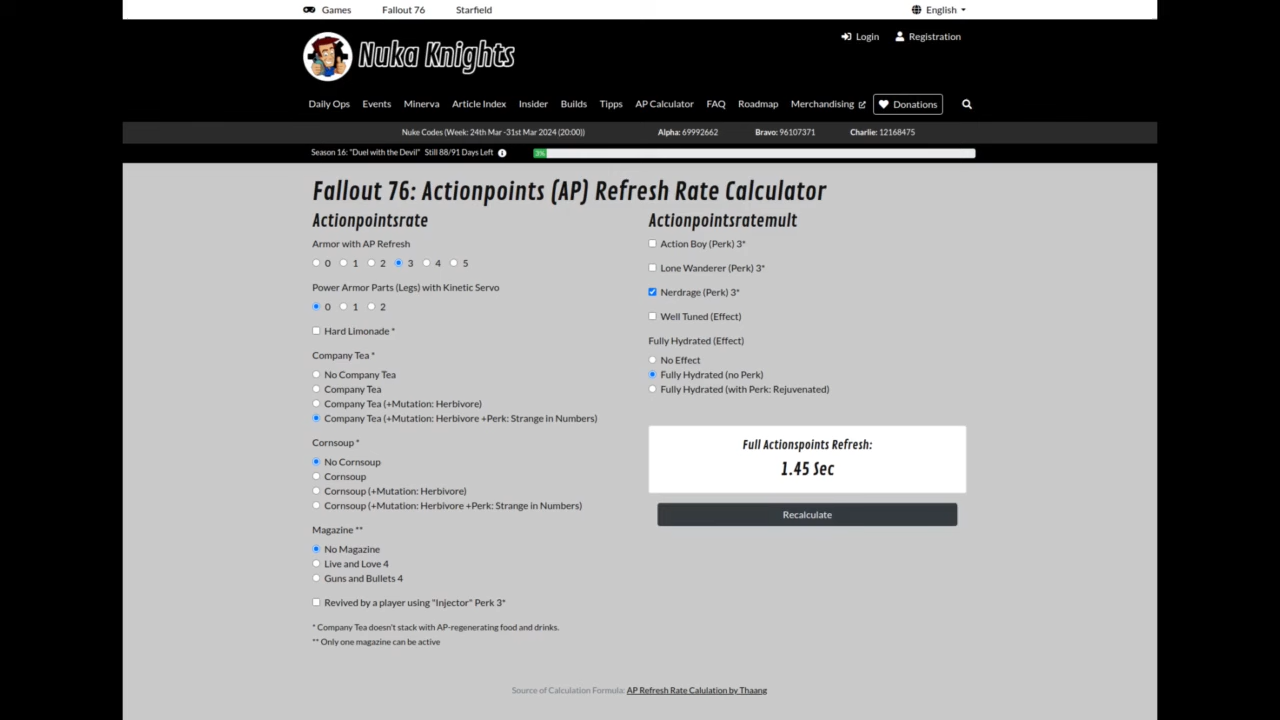 Games Fallout 76 Starfield English
Login Registration
Nuka Knights
Daily Ops Events Minerva Article Index Insider Builds Tipps AP Calculator FAQ Roadmap Merchandising Donations
Nuke Codes (Week: 24th Mar -31st Mar 2024 (20:00)) Alpha: 69992662 Bravo: 96107371 Charlie: 12168475
Season 16: "Duel with the Devil" Still 88/91 Days Left 3%
Fallout 76: Actionpoints (AP) Refresh Rate Calculator
Actionpointsrate
Armor with AP Refresh
0 1 2 3 4 5
Power Armor Parts (Legs) with Kinetic Servo
0 1 2
Hard Limonade *
Company Tea *
No Company Tea
Company Tea
Company Tea (+Mutation: Herbivore)
Company Tea (+Mutation: Herbivore +Perk: Strange in Numbers)
Cornsoup *
No Cornsoup
Cornsoup
Cornsoup (+Mutation: Herbivore)
Cornsoup (+Mutation: Herbivore +Perk: Strange in Numbers)
Magazine **
No Magazine
Live and Love 4
Guns and Bullets 4
Revived by a player using "Injector" Perk 3*
* Company Tea doesn't stack with AP-regenerating food and drinks.
** Only one magazine can be active
Actionpointsratemult
Action Boy (Perk) 3*
Lone Wanderer (Perk) 3*
Nerdrage (Perk) 3*
Well Tuned (Effect)
Fully Hydrated (Effect)
No Effect
Fully Hydrated (no Perk)
Fully Hydrated (with Perk: Rejuvenated)
Full Actionspoints Refresh:
1.45 Sec
Recalculate
Source of Calculation Formula: AP Refresh Rate Calulation by Thaang